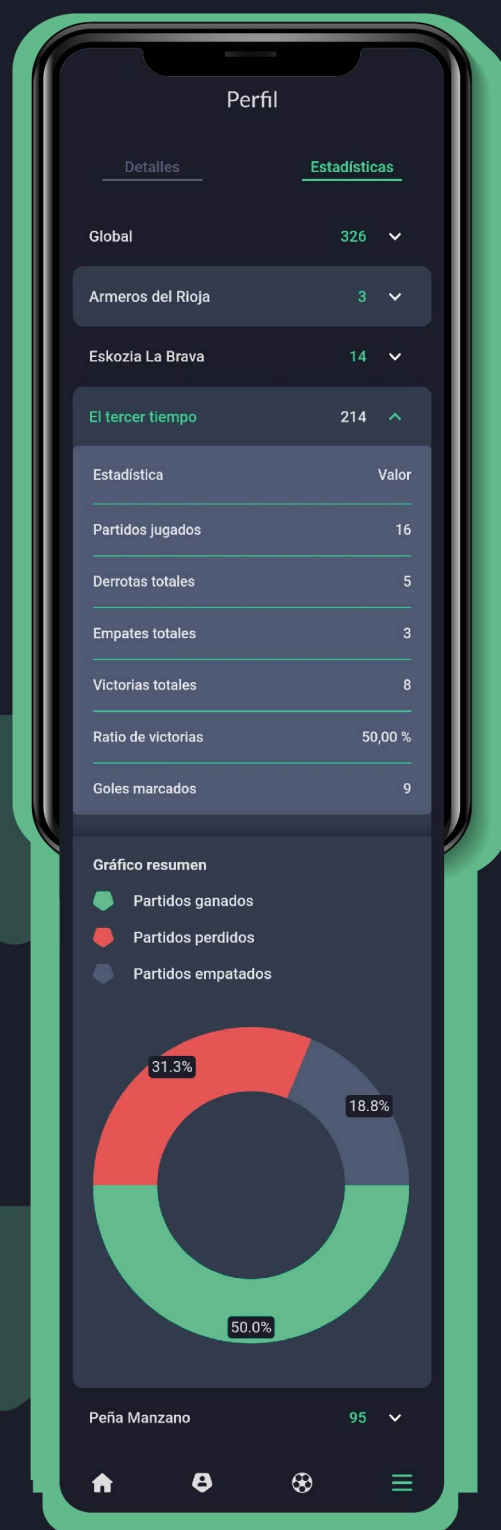 Perfil
Detalles Estadísticas
Global 326
Armeros del Rioja 3
Eskozia La Brava 14
El tercer tiempo 214
Estadística Valor
Partidos jugados 16
Derrotas totales 5
Empates totales 3
Victorias totales 8
Ratio de victorias 50,00 %
Goles marcados 9
Gráfico resumen
Partidos ganados
Partidos perdidos
Partidos empatados
31.3%
18.8%
50.0%
Peña Manzano 95